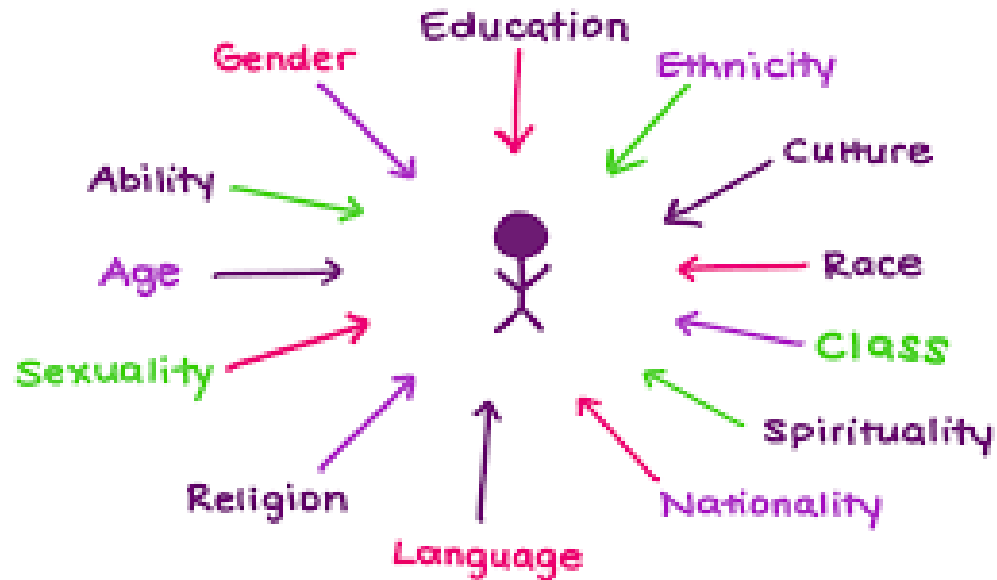 Education
Gender
Ethnicity
Culture
Ability
Race
Age
Class
Sexuality
Spirituality
Religion
Nationality
Language